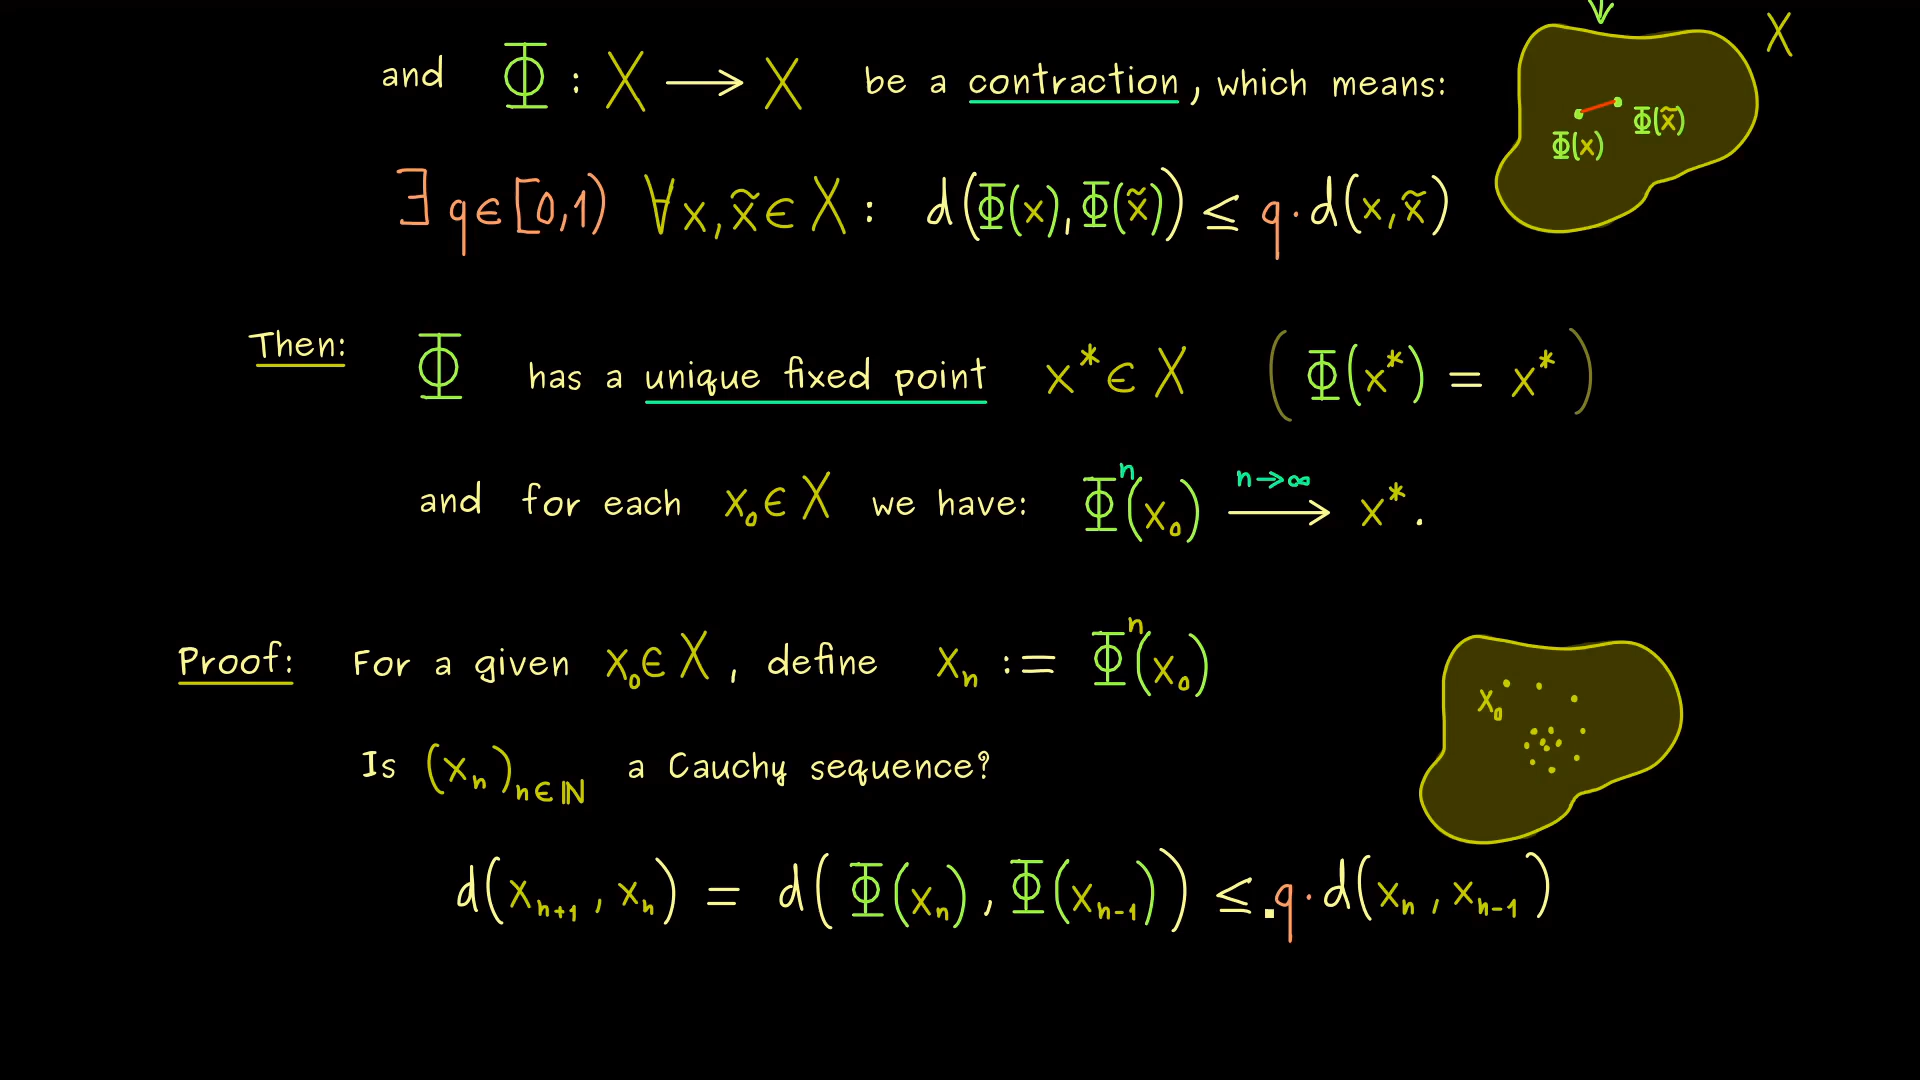 and Φ : X ⟶ X be a contraction, which means:
X
Φ(x) Φ(x̃)
∃ q ∈ [0,1) ∀ x, x̃ ∈ X : d(Φ(x), Φ(x̃)) ≤ q · d(x, x̃)
Then: Φ has a unique fixed point x* ∈ X (Φ(x*) = x*)
and for each x₀ ∈ X we have: Φⁿ(x₀) ⟶ x*. n→∞
Proof: For a given x₀ ∈ X, define xₙ := Φⁿ(x₀)
x₀
Is (xₙ)ₙ∈ℕ a Cauchy sequence?
d(xₙ₊₁, xₙ) = d(Φ(xₙ), Φ(xₙ₋₁)) ≤ q · d(xₙ, xₙ₋₁)